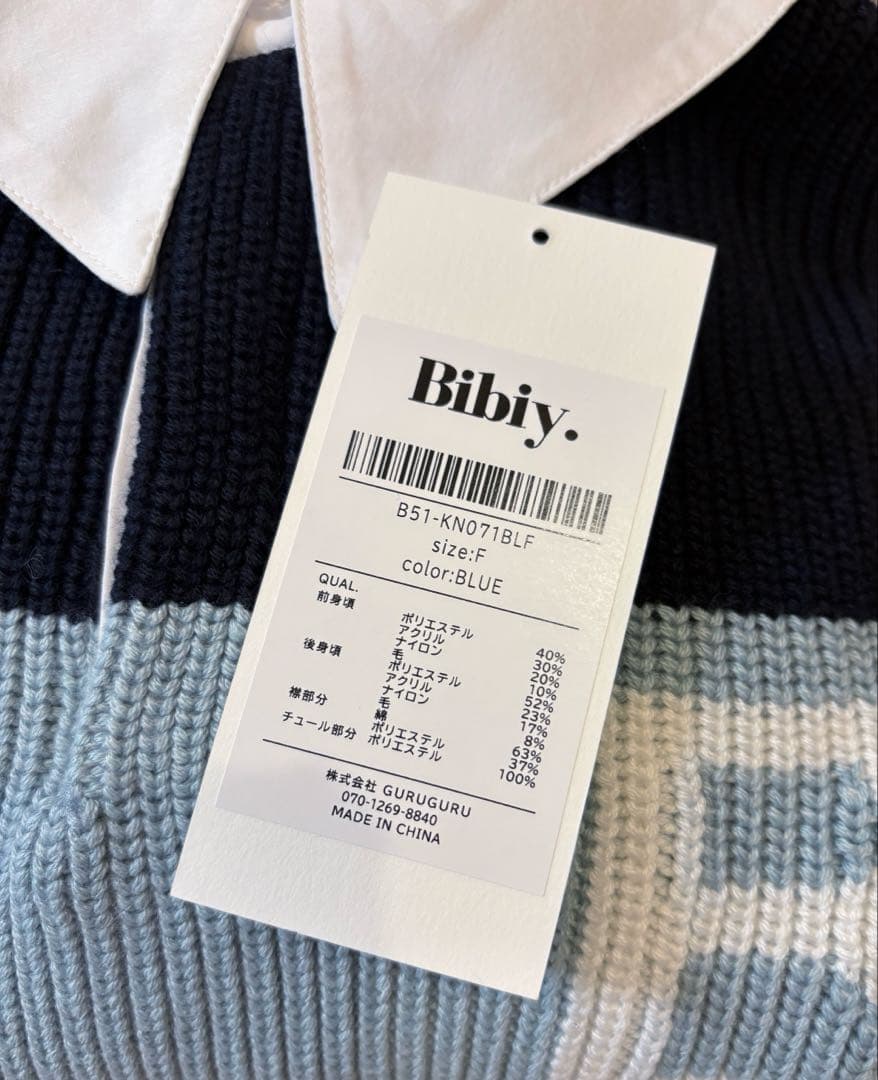 Bibiy.
B51-KN071BLF
size:F
color:BLUE
QUAL.
前身頃 ポリエステル 40%
アクリル 30%
ナイロン 20%
毛 10%
後身頃 ポリエステル 52%
アクリル 23%
ナイロン 17%
毛 8%
襟部分 綿 63%
ポリエステル 37%
チュール部分 ポリエステル 100%
株式会社 GURUGURU
070-1269-8840
MADE IN CHINA